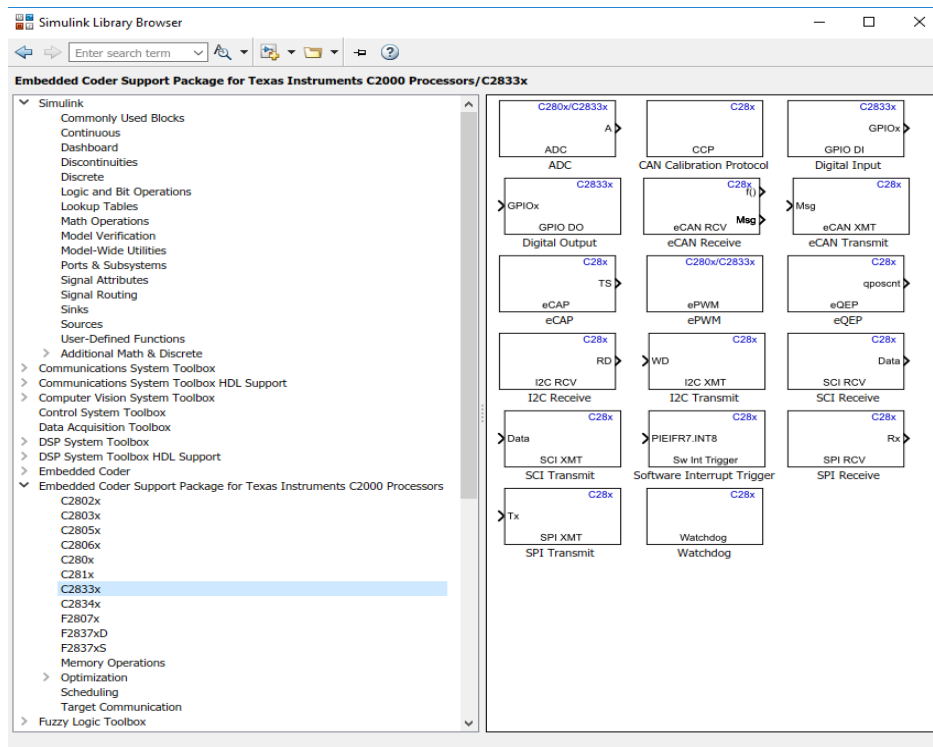 Simulink Library Browser
Enter search term
Embedded Coder Support Package for Texas Instruments C2000 Processors/C2833x
Simulink
Commonly Used Blocks
Continuous
Dashboard
Discontinuities
Discrete
Logic and Bit Operations
Lookup Tables
Math Operations
Model Verification
Model-Wide Utilities
Ports & Subsystems
Signal Attributes
Signal Routing
Sinks
Sources
User-Defined Functions
Additional Math & Discrete
Communications System Toolbox
Communications System Toolbox HDL Support
Computer Vision System Toolbox
Control System Toolbox
Data Acquisition Toolbox
DSP System Toolbox
DSP System Toolbox HDL Support
Embedded Coder
Embedded Coder Support Package for Texas Instruments C2000 Processors
C2802x
C2803x
C2805x
C2806x
C280x
C281x
C2833x
C2834x
F2807x
F2837xD
F2837xS
Memory Operations
Optimization
Scheduling
Target Communication
Fuzzy Logic Toolbox
C280x/C2833x
A
ADC
ADC
C28x
CCP
CAN Calibration Protocol
C2833x
GPIOx
GPIO DI
Digital Input
C2833x
GPIOx
GPIO DO
Digital Output
C28x
f()
Msg
eCAN RCV
eCAN Receive
C28x
Msg
eCAN XMT
eCAN Transmit
C28x
TS
eCAP
eCAP
C280x/C2833x
ePWM
ePWM
C28x
qposcnt
eQEP
eQEP
C28x
RD
I2C RCV
I2C Receive
C28x
WD
I2C XMT
I2C Transmit
C28x
Data
SCI RCV
SCI Receive
C28x
Data
SCI XMT
SCI Transmit
C28x
PIEIFR7.INT8
Sw Int Trigger
Software Interrupt Trigger
C28x
Rx
SPI RCV
SPI Receive
C28x
Tx
SPI XMT
SPI Transmit
C28x
Watchdog
Watchdog